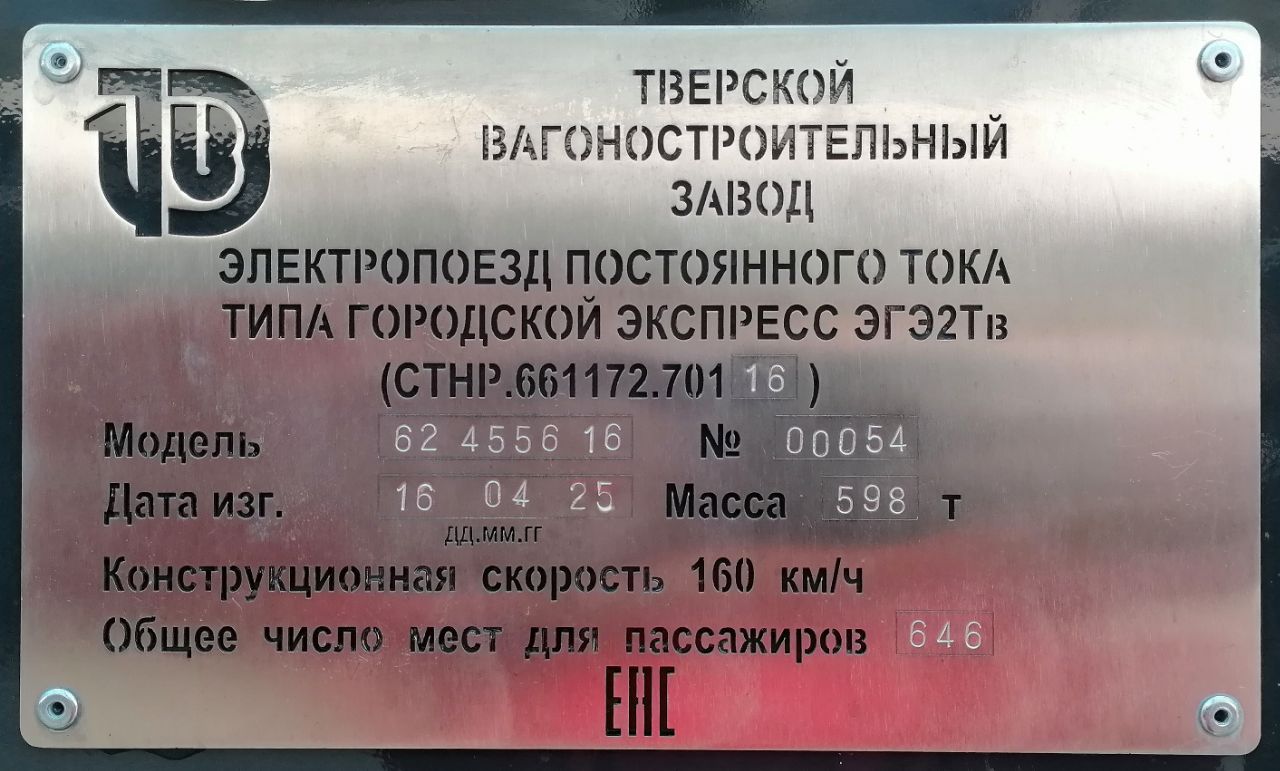 ТВ
ТВЕРСКОЙ
ВАГОНОСТРОИТЕЛЬНЫЙ
ЗАВОД
ЭЛЕКТРОПОЕЗД ПОСТОЯННОГО ТОКА
ТИПА ГОРОДСКОЙ ЭКСПРЕСС ЭГЭ2Тв
(СТНР.661172.701 16 )
Модель 62 4556 16 № 00054
Дата изг. 16 04 25 Масса 598 т
ДД.ММ.ГГ
Конструкционная скорость 160 км/ч
Общее число мест для пассажиров 646
ЕАС